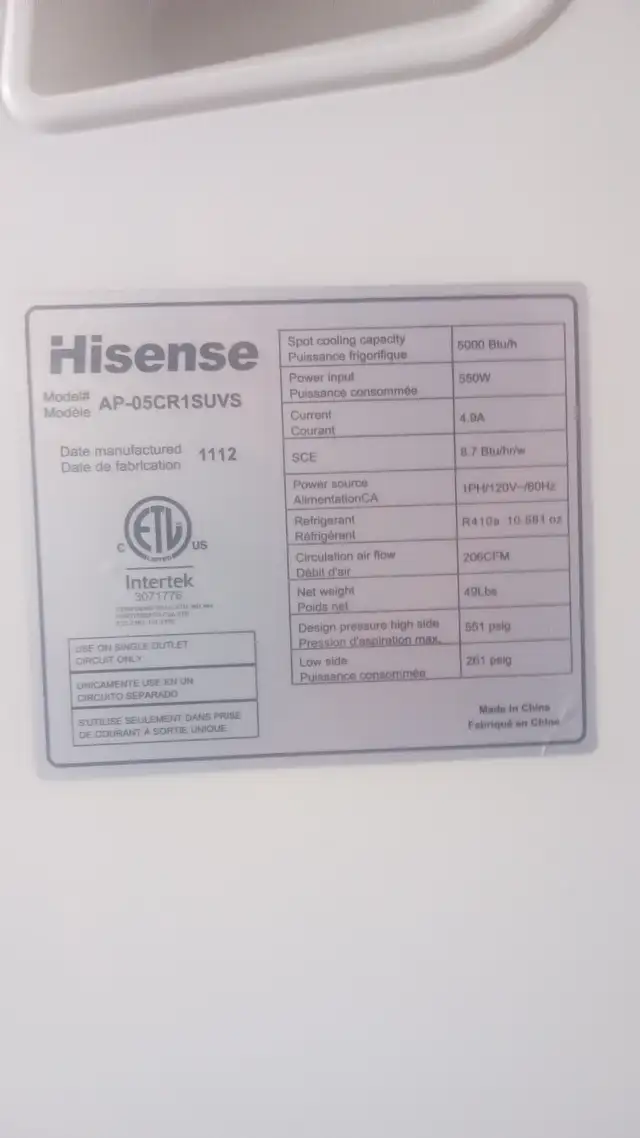 Hisense
Model# AP-05CR1SUVS
Modèle
Date manufactured 1112
Date de fabrication
ETL
C US
Intertek
3071776
USE ON SINGLE OUTLET
CIRCUIT ONLY
UNICAMENTE USE EN UN
CIRCUITO SEPARADO
S'UTILISE SEULEMENT DANS PRISE
DE COURANT À SORTIE UNIQUE
Spot cooling capacity 5000 Btu/h
Puissance frigorifique
Power input 550W
Puissance consommée
Current 4.9A
Courant
SCE 8.7 Btu/hr/w
Power source 1PH/120V~/60Hz
AlimentationCA
Refrigerant R410a 10.581 oz
Réfrigérant
Circulation air flow 206CFM
Débit d'air
Net weight 49Lbs
Poids net
Design pressure high side 551 psig
Pression d'aspiration max.
Low side 261 psig
Puissance consommée
Made in China
Fabriqué en Chine